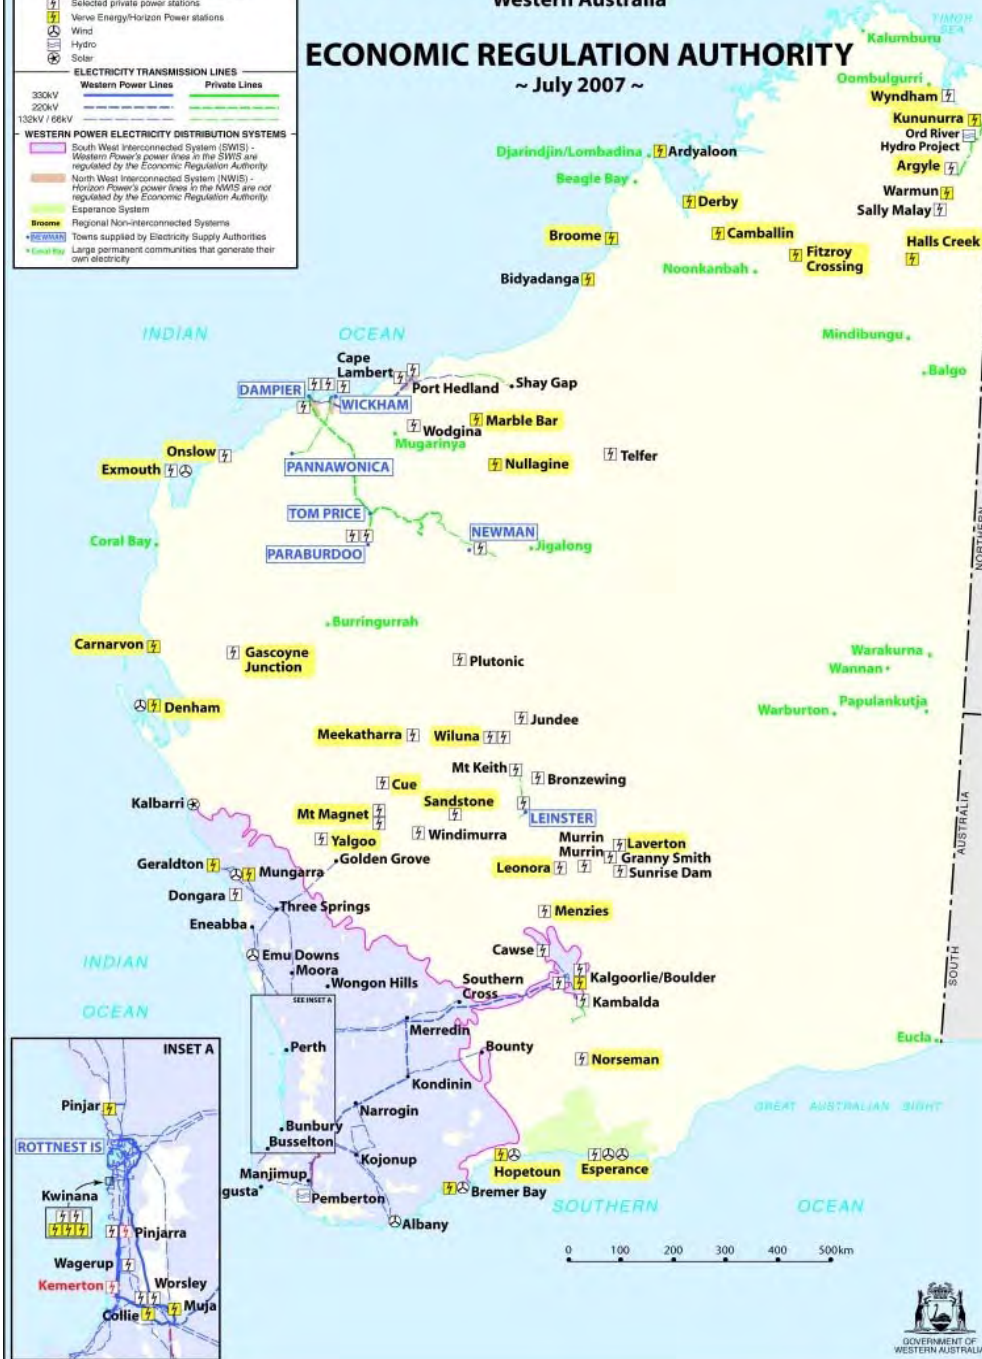 Selected private power stations
Western Australia
Verve Energy/Horizon Power stations
Wind
Hydro
Solar
ECONOMIC REGULATION AUTHORITY
~ July 2007 ~
ELECTRICITY TRANSMISSION LINES
Western Power Lines Private Lines
330kV
220kV
132kV / 66kV
WESTERN POWER ELECTRICITY DISTRIBUTION SYSTEMS
South West Interconnected System (SWIS) -
Western Power's power lines in the SWIS are
regulated by the Economic Regulation Authority.
North West Interconnected System (NWIS) -
Horizon Power's power lines in the NWIS are not
regulated by the Economic Regulation Authority.
Esperance System
Broome Regional Non-interconnected Systems
NEWMAN Towns supplied by Electricity Supply Authorities
Coral Bay Large permanent communities that generate their
own electricity
TIMOR
SEA
Kalumburu
Oombulgurri
Wyndham
Kununurra
Ord River
Hydro Project
Djarindjin/Lombadina
Ardyaloon
Argyle
Beagle Bay
Warmun
Derby
Sally Malay
Broome
Camballin
Halls Creek
Fitzroy
Crossing
Noonkanbah
Bidyadanga
INDIAN OCEAN
Mindibungu
Cape
Lambert
Balgo
DAMPIER
Port Hedland
Shay Gap
WICKHAM
Marble Bar
Wodgina
Mugarinya
Onslow
Telfer
Exmouth
PANNAWONICA
Nullagine
TOM PRICE
NEWMAN
Coral Bay
PARABURDOO
Jigalong
NORTHERN
Burringurrah
Carnarvon
Gascoyne
Junction
Plutonic
Warakurna
Wannan
Denham
Papulankutja
Warburton
Jundee
Meekatharra
Wiluna
Mt Keith
Bronzewing
Cue
Kalbarri
Sandstone
Mt Magnet
LEINSTER
AUSTRALIA
Yalgoo
Windimurra
Murrin
Murrin
Laverton
Granny Smith
Golden Grove
Geraldton
Mungarra
Leonora
Sunrise Dam
Dongara
Three Springs
Menzies
Eneabba
Cawse
SOUTH
Emu Downs
INDIAN
Moora
Wongon Hills
Southern
Cross
Kalgoorlie/Boulder
SEE INSET A
Kambalda
OCEAN
Merredin
INSET A
Perth
Bounty
Eucla
Norseman
Kondinin
Pinjar
Narrogin
GREAT AUSTRALIAN BIGHT
Bunbury
ROTTNEST IS
Busselton
Kojonup
Hopetoun
Esperance
Manjimup
Kwinana
gusta
Pemberton
Bremer Bay
SOUTHERN OCEAN
Albany
Pinjarra
0 100 200 300 400 500km
Wagerup
Kemerton
Worsley
Muja
Collie
GOVERNMENT OF
WESTERN AUSTRALIA